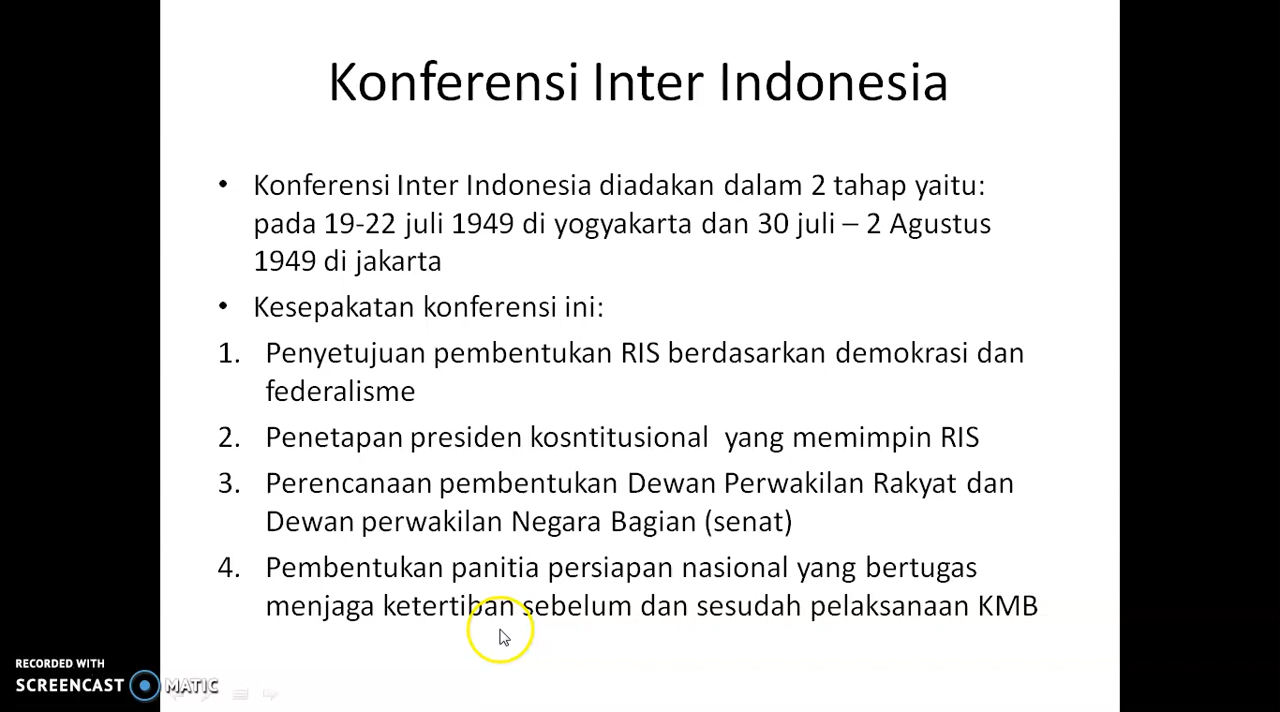 Konferensi Inter Indonesia
• Konferensi Inter Indonesia diadakan dalam 2 tahap yaitu:
pada 19-22 juli 1949 di yogyakarta dan 30 juli – 2 Agustus
1949 di jakarta
• Kesepakatan konferensi ini:
1. Penyetujuan pembentukan RIS berdasarkan demokrasi dan
federalisme
2. Penetapan presiden kosntitusional yang memimpin RIS
3. Perencanaan pembentukan Dewan Perwakilan Rakyat dan
Dewan perwakilan Negara Bagian (senat)
4. Pembentukan panitia persiapan nasional yang bertugas
menjaga ketertiban sebelum dan sesudah pelaksanaan KMB
RECORDED WITH
SCREENCAST MATIC